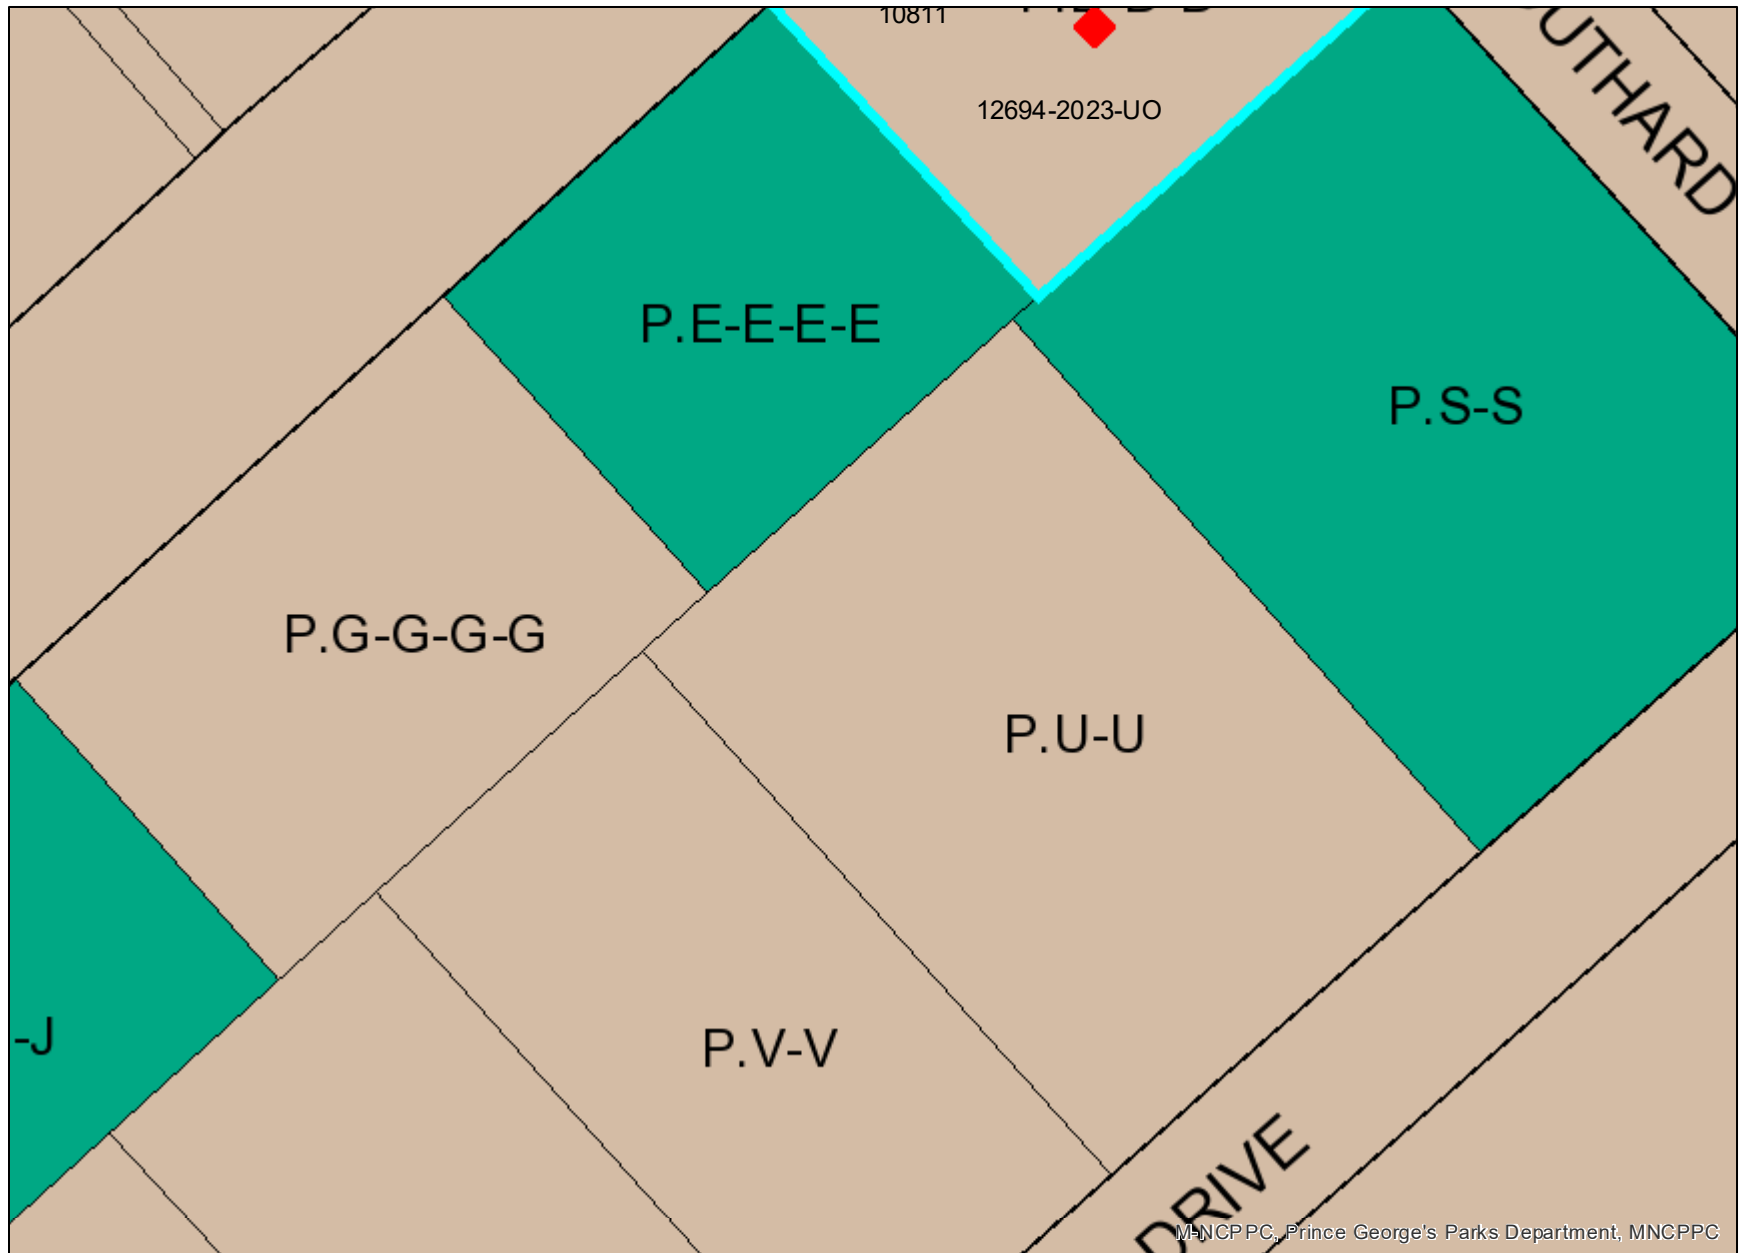 10811
12694-2023-UO
P.E-E-E-E
P.S-S
P.G-G-G-G
P.U-U
-J
P.V-V
DRIVE
M-NCPPC, Prince George's Parks Department, MNCPPC